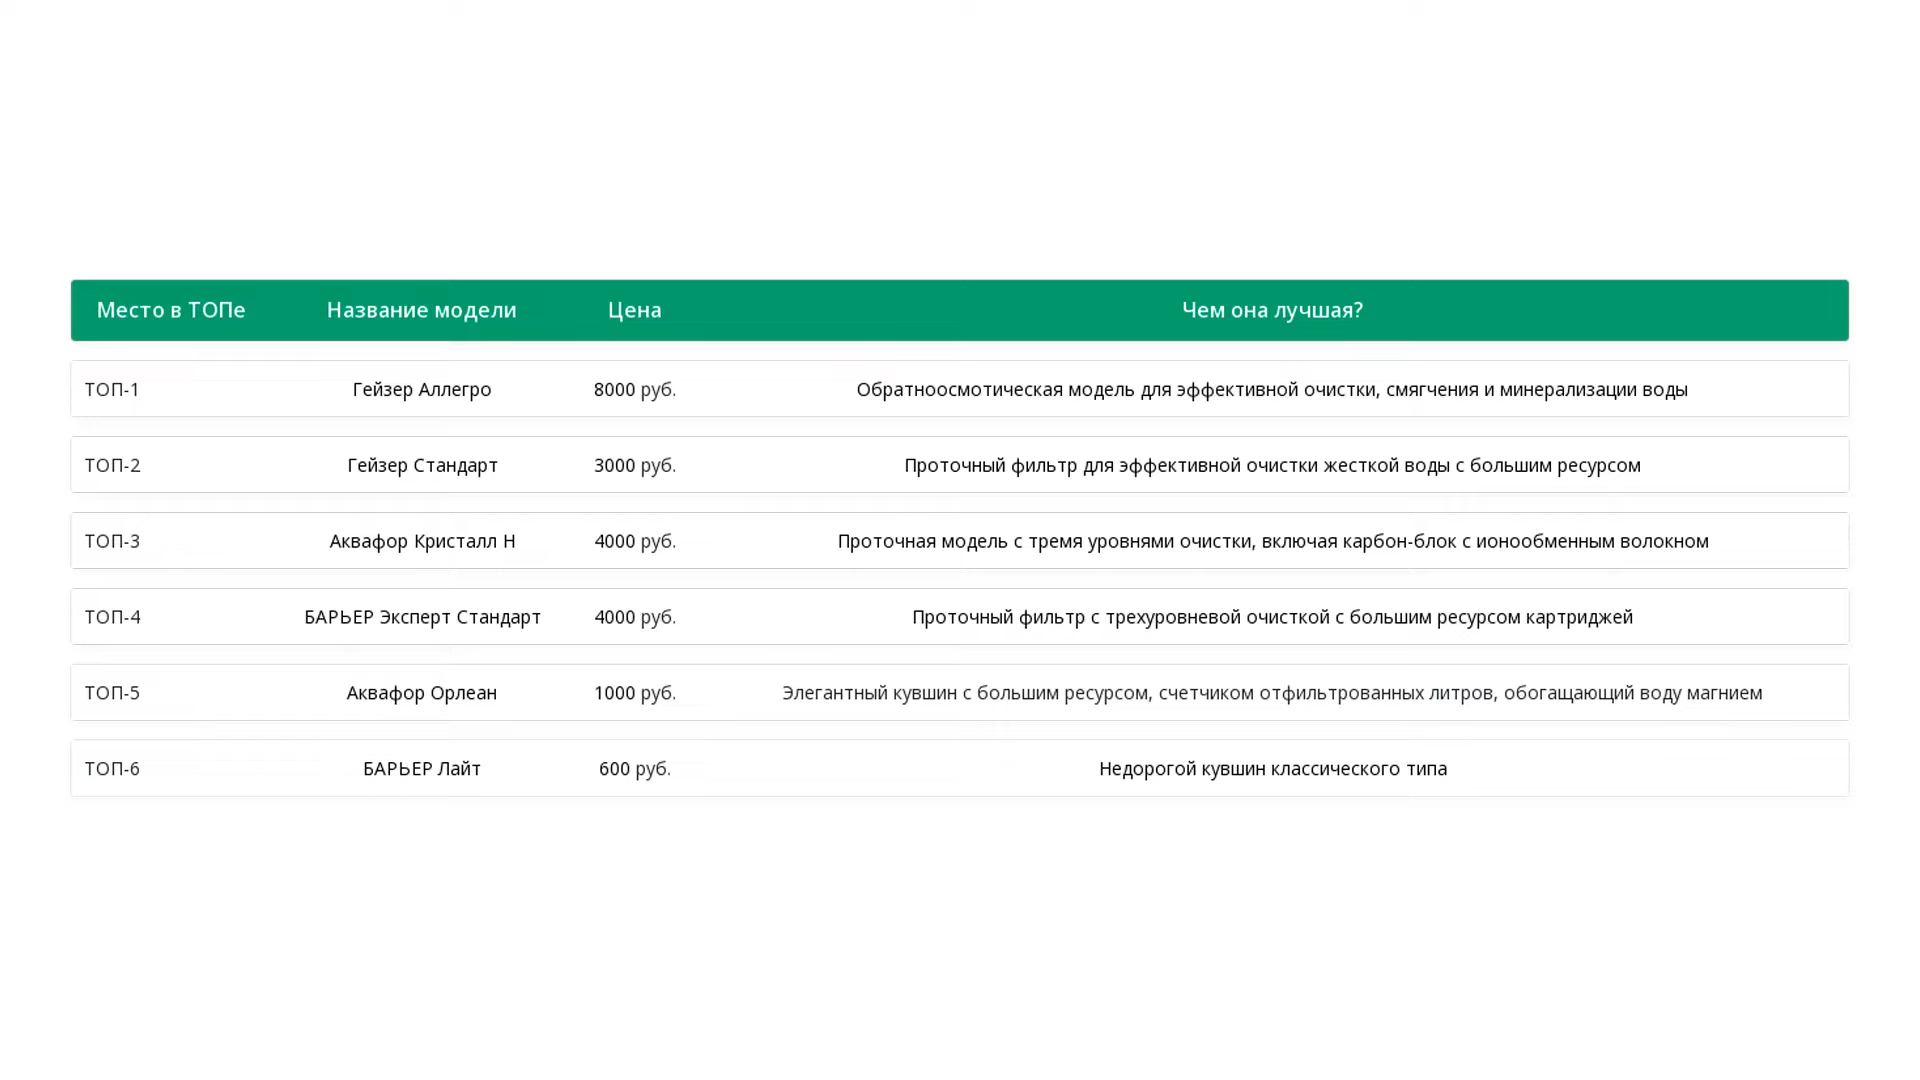 Место в ТОПе Название модели Цена Чем она лучшая?
ТОП-1 Гейзер Аллегро 8000 руб. Обратноосмотическая модель для эффективной очистки, смягчения и минерализации воды
ТОП-2 Гейзер Стандарт 3000 руб. Проточный фильтр для эффективной очистки жесткой воды с большим ресурсом
ТОП-3 Аквафор Кристалл Н 4000 руб. Проточная модель с тремя уровнями очистки, включая карбон-блок с ионообменным волокном
ТОП-4 БАРЬЕР Эксперт Стандарт 4000 руб. Проточный фильтр с трехуровневой очисткой с большим ресурсом картриджей
ТОП-5 Аквафор Орлеан 1000 руб. Элегантный кувшин с большим ресурсом, счетчиком отфильтрованных литров, обогащающий воду магнием
ТОП-6 БАРЬЕР Лайт 600 руб. Недорогой кувшин классического типа